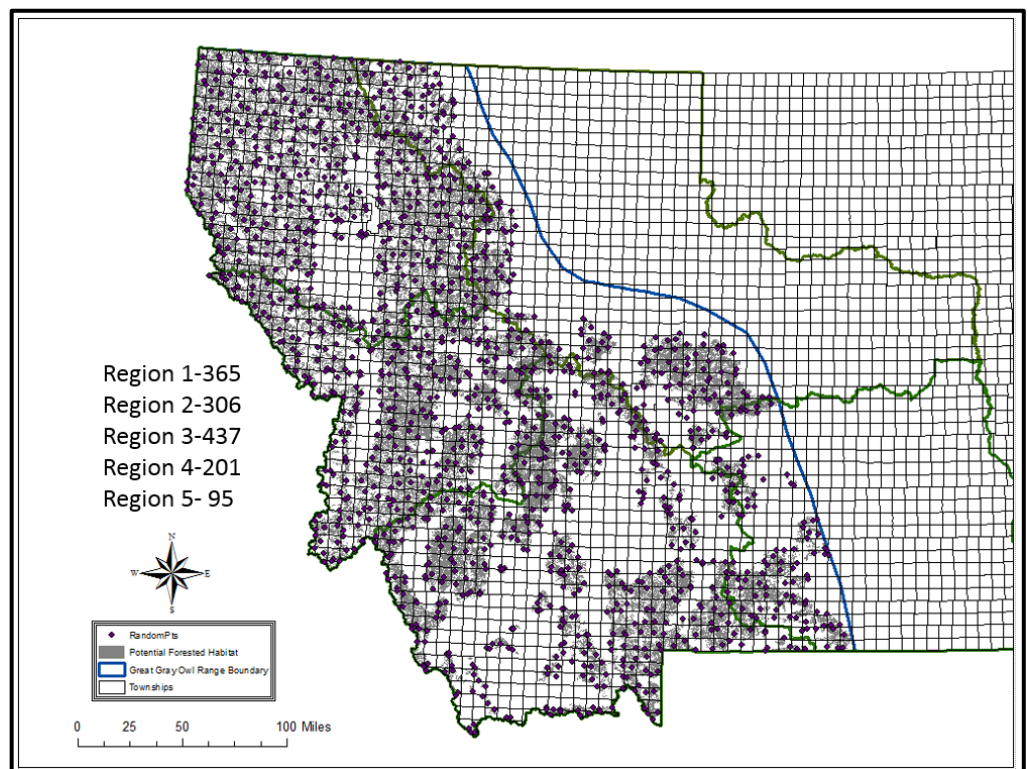 Region 1-365
Region 2-306
Region 3-437
Region 4-201
Region 5- 95
N
W E
S
RandomPts
Potential Forested Habitat
Great Gray Owl Range Boundary
Townships
0 25 50 100 Miles